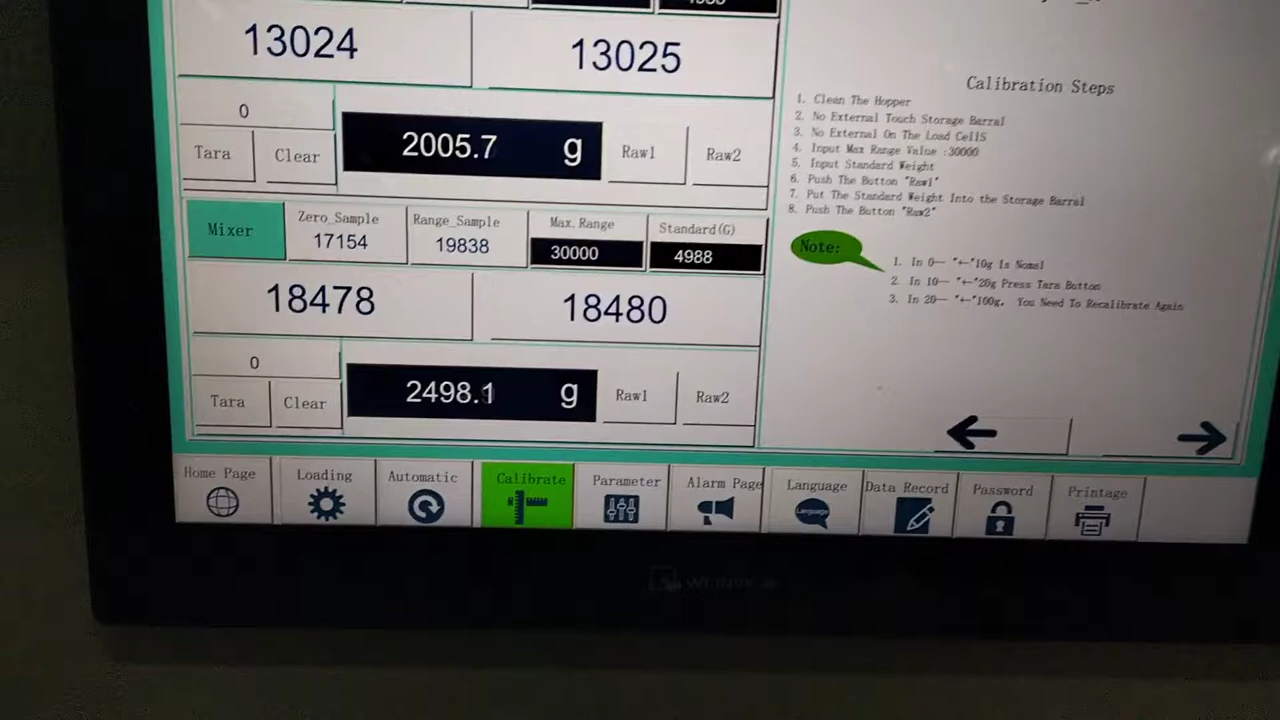 13024
13025
0
Tara
Clear
2005.7 g
Raw1
Raw2
Mixer
Zero_Sample
17154
Range_Sample
19838
Max.Range
30000
Standard(G)
4988
18478
18480
0
Tara
Clear
2498.1 g
Raw1
Raw2
Calibration Steps
1. Clean The Hopper
2. No External Touch Storage Barral
3. No External On The Load CellS
4. Input Max Range Value :30000
5. Input Standard Weight
6. Push The Button "Raw1"
7. Put The Standard Weight Into the Storage Barral
8. Push The Button "Raw2"
Note:
1. In 0— "+-"10g Is Nomal
2. In 10— "+-"20g Press Tara Button
3. In 20— "+-"100g. You Need To Recalibrate Again
Home Page
Loading
Automatic
Calibrate
Parameter
Alarm Page
Language
Language
Data Record
Password
Printage